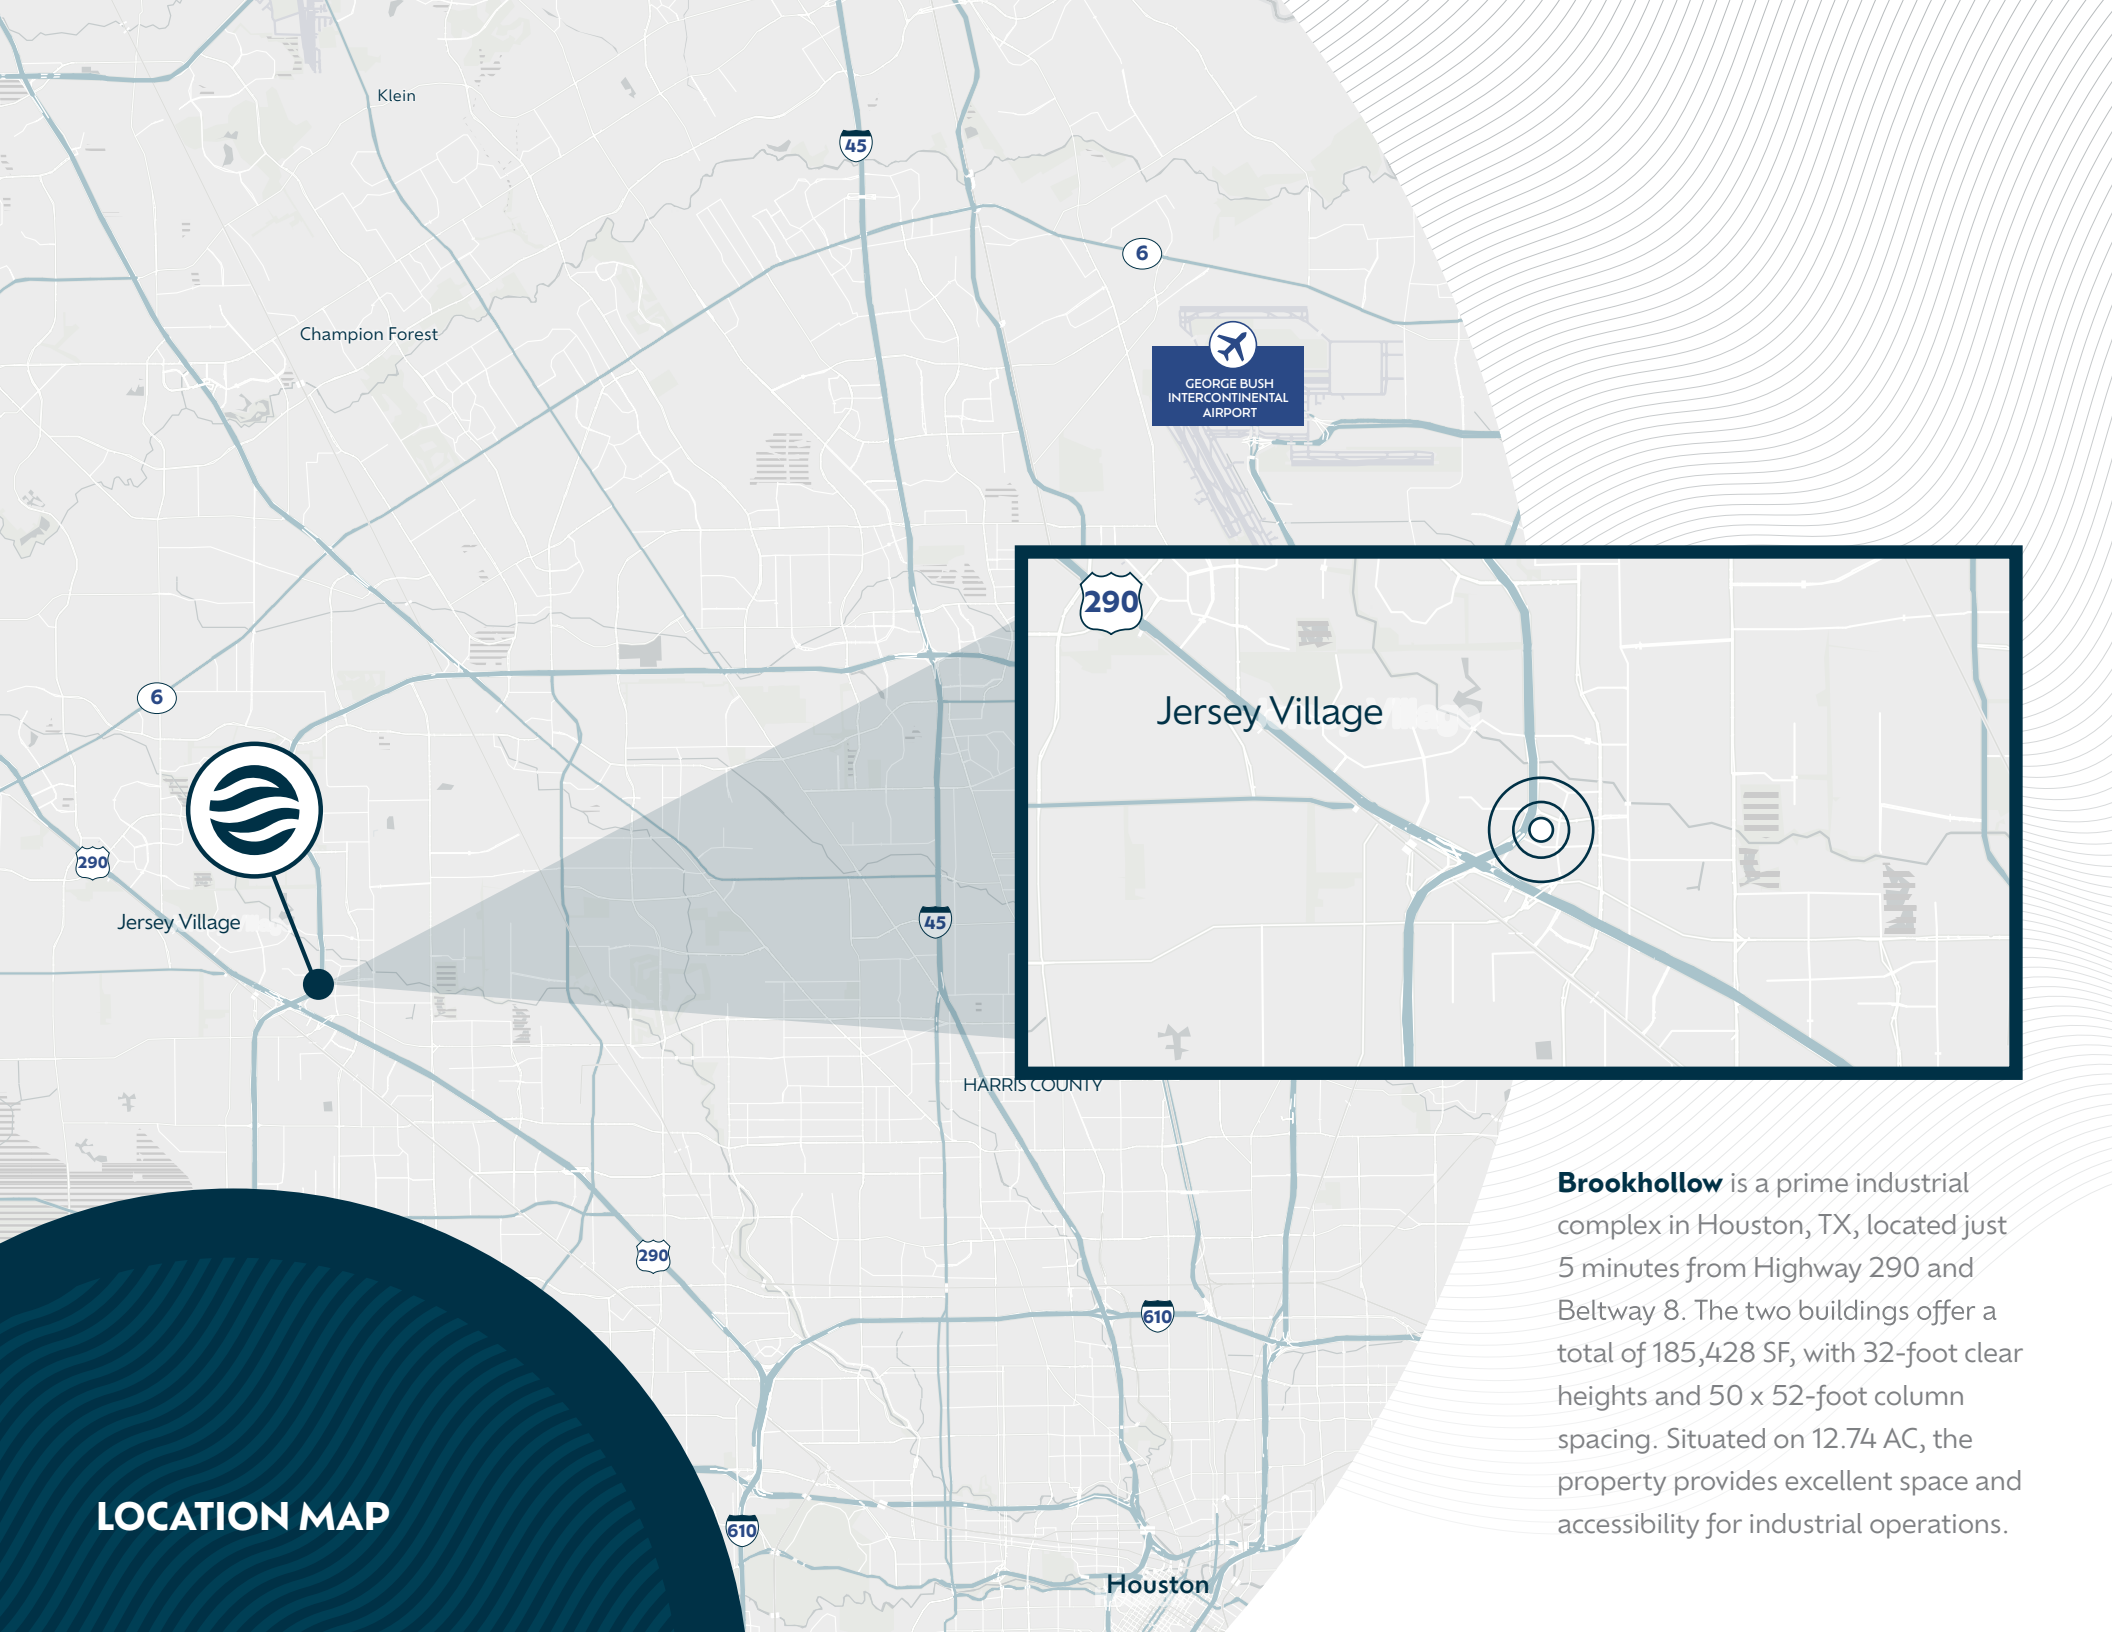 Klein
45
6
Champion Forest
GEORGE BUSH
INTERCONTINENTAL
AIRPORT
290
Jersey Village
6
290
Jersey Village
45
HARRIS COUNTY
Brookhollow is a prime industrial
complex in Houston, TX, located just
5 minutes from Highway 290 and
Beltway 8. The two buildings offer a
total of 185,428 SF, with 32-foot clear
heights and 50 x 52-foot column
spacing. Situated on 12.74 AC, the
property provides excellent space and
accessibility for industrial operations.
290
610
LOCATION MAP
610
Houston